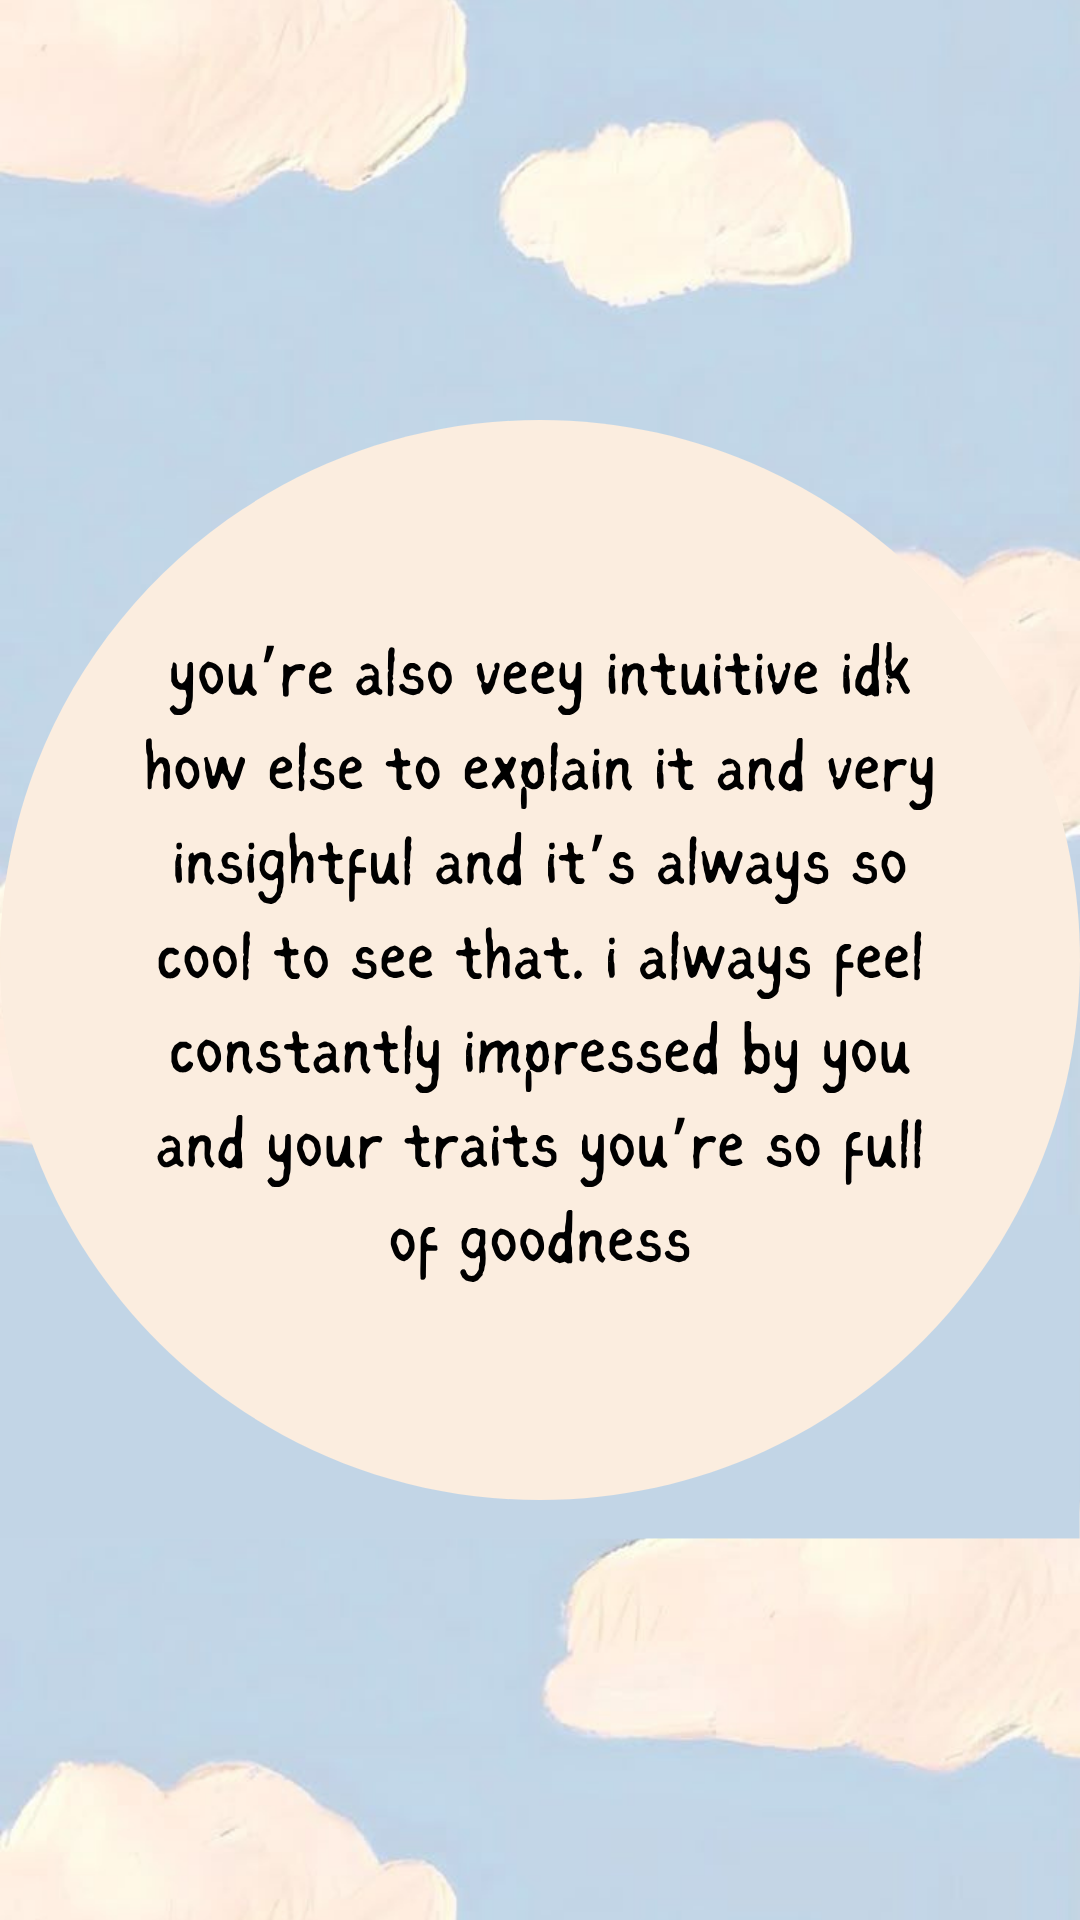 you're also veey intuitive idk
how else to explain it and very
insightful and it's always so
cool to see that. i always feel
constantly impressed by you
and your traits you're so full
of goodness